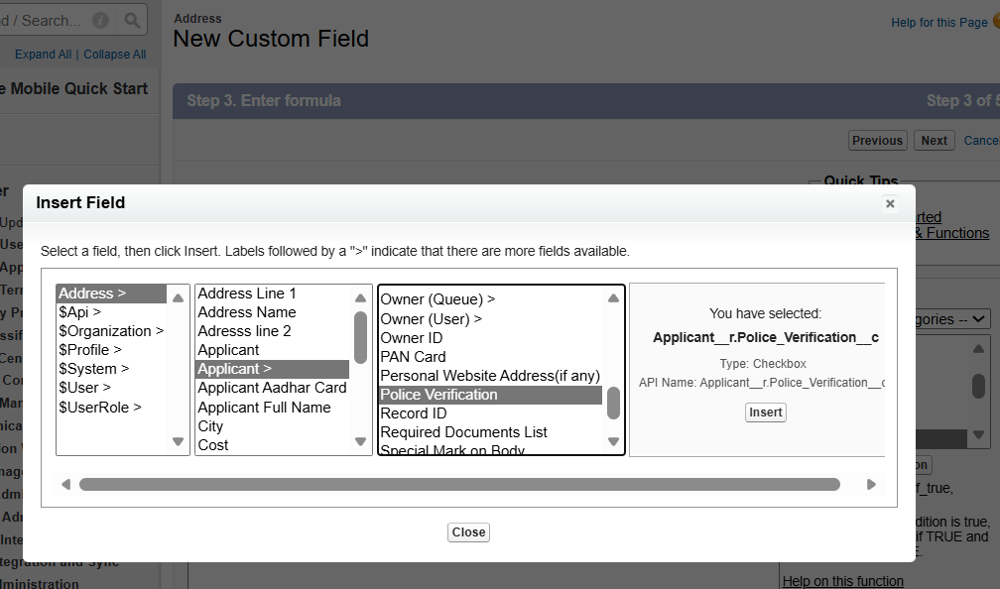 d / Search...
Expand All | Collapse All
e Mobile Quick Start
Address
New Custom Field
Help for this Page
Step 3. Enter formula
Step 3 of 5
Previous
Next
Cance
Quick Tips
Insert Field
Select a field, then click Insert. Labels followed by a ">" indicate that there are more fields available.
Address >
$Api >
$Organization >
$Profile >
$System >
$User >
$UserRole >
Address Line 1
Address Name
Adresss line 2
Applicant
Applicant >
Applicant Aadhar Card
Applicant Full Name
City
Cost
Owner (Queue) >
Owner (User) >
Owner ID
PAN Card
Personal Website Address(if any)
Police Verification
Record ID
Required Documents List
Special Mark on Body
You have selected:
Applicant__r.Police_Verification__c
Type: Checkbox
API Name: Applicant__r.Police_Verification__c
Insert
Close
er
Upd
Use
App
Terr
y Pr
ssif
Cen
Con
Man
nica
on W
nage
dmi
Adr
Inte
tegration and Sync
ministration
rted
& Functions
gories --
on
f_true,
dition is true,
if TRUE and
E.
Help on this function